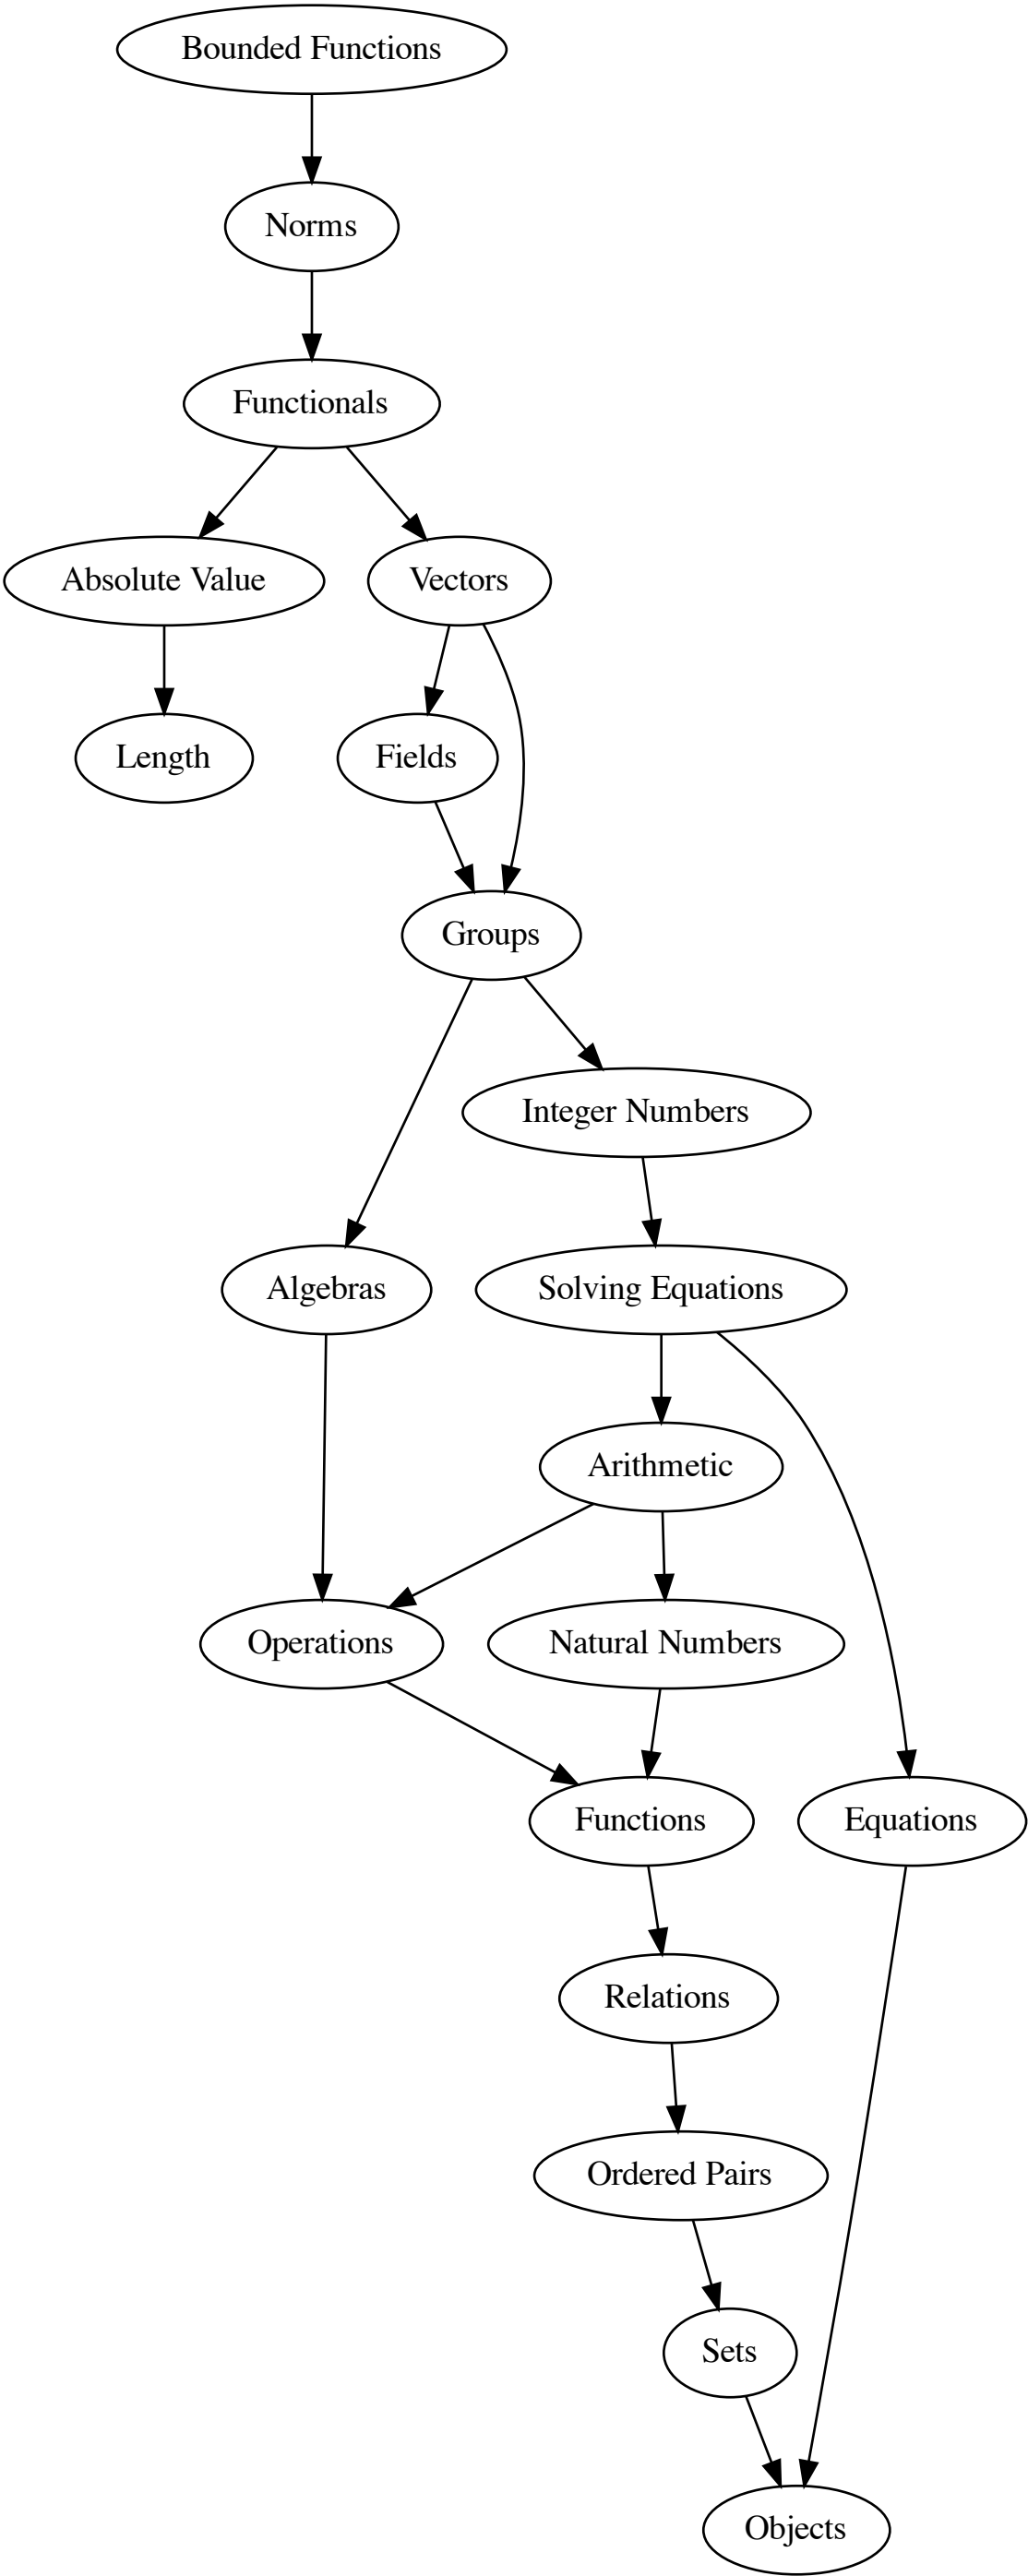 Bounded Functions
Norms
Functionals
Absolute Value
Vectors
Length
Fields
Groups
Integer Numbers
Algebras
Solving Equations
Arithmetic
Operations
Natural Numbers
Functions
Equations
Relations
Ordered Pairs
Sets
Objects